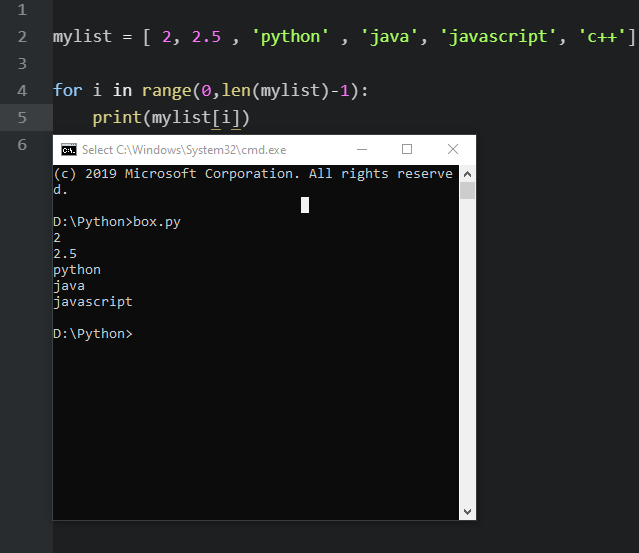 1
2 mylist = [ 2, 2.5 , 'python' , 'java', 'javascript', 'c++']
3
4 for i in range(0,len(mylist)-1):
5     print(mylist[i])
6
Select C:\Windows\System32\cmd.exe
(c) 2019 Microsoft Corporation. All rights reserve
d.
D:\Python>box.py
2
2.5
python
java
javascript
D:\Python>